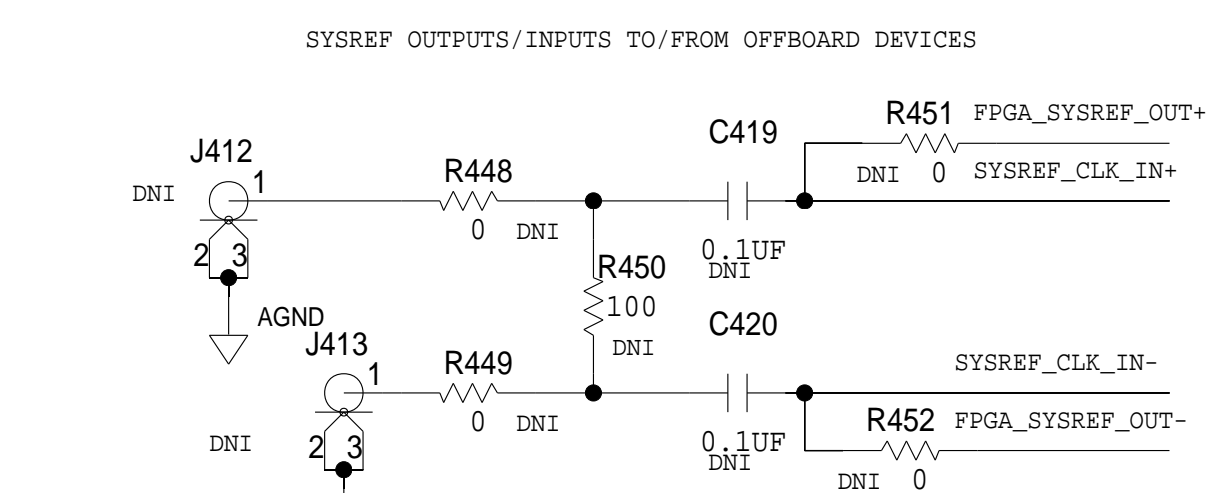 SYSREF OUTPUTS/INPUTS TO/FROM OFFBOARD DEVICES
R451 FPGA_SYSREF_OUT+
C419
J412
DNI 0 SYSREF_CLK_IN+
R448
DNI 1
0 DNI
2 3
0.1UF
DNI
R450
100
AGND
C420
J413
DNI
R449
SYSREF_CLK_IN-
1
0 DNI
R452 FPGA_SYSREF_OUT-
DNI
2 3
0.1UF
DNI
DNI 0